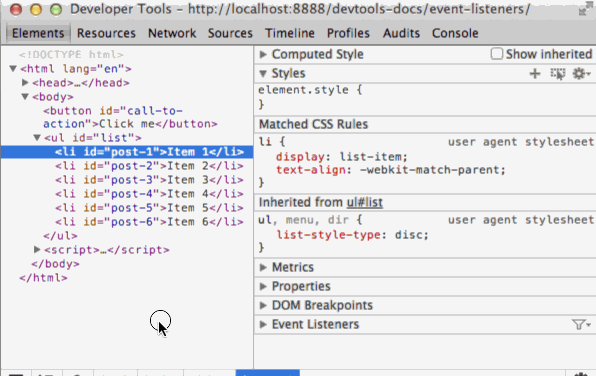 Developer Tools - http://localhost:8888/devtools-docs/event-listeners/
Elements Resources Network Sources Timeline Profiles Audits Console
<!DOCTYPE html>
<html lang="en">
<head>…</head>
<body>
<button id="call-to-
action">Click me</button>
<ul id="list">
<li id="post-1">Item 1</li>
<li id="post-2">Item 2</li>
<li id="post-3">Item 3</li>
<li id="post-4">Item 4</li>
<li id="post-5">Item 5</li>
<li id="post-6">Item 6</li>
</ul>
<script>…</script>
</body>
</html>
Computed Style Show inherited
Styles
element.style {
}
Matched CSS Rules
li { user agent stylesheet
display: list-item;
text-align: -webkit-match-parent;
}
Inherited from ul#list
ul, menu, dir { user agent stylesheet
list-style-type: disc;
}
Metrics
Properties
DOM Breakpoints
Event Listeners